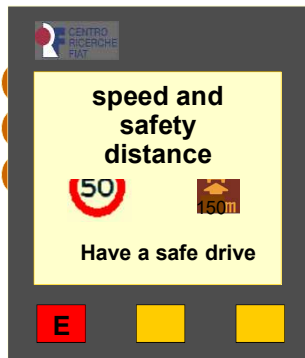 CENTRO
RICERCHE
FIAT
speed and
safety
distance
50
150m
Have a safe drive
E